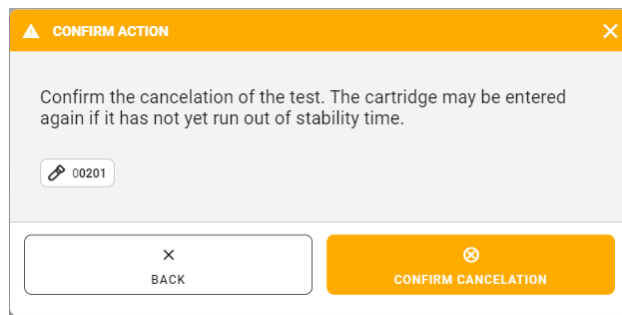 CONFIRM ACTION
Confirm the cancelation of the test. The cartridge may be entered
again if it has not yet run out of stability time.
00201
BACK
CONFIRM CANCELATION